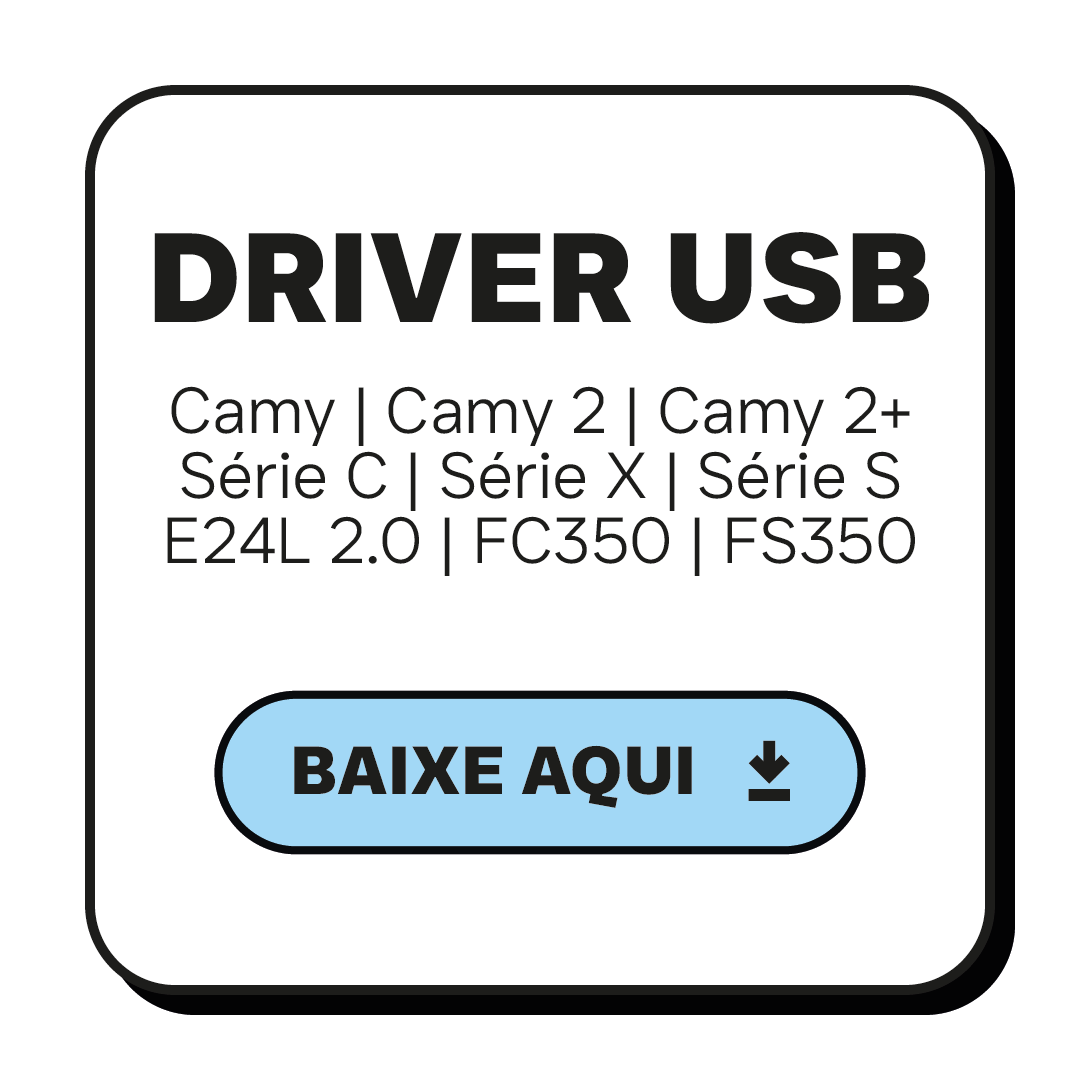 DRIVER USB
Camy | Camy 2 | Camy 2+
Série C | Série X | Série S
E24L 2.0 | FC350 | FS350
BAIXE AQUI